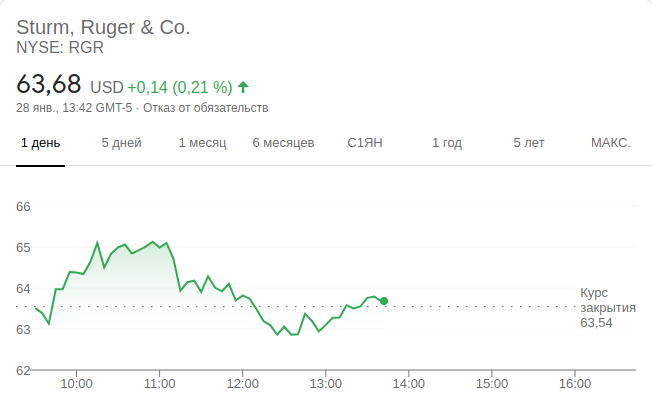 Sturm, Ruger & Co.
NYSE: RGR
63,68 USD +0,14 (0,21 %)
28 янв., 13:42 GMT-5 · Отказ от обязательств
1 день 5 дней 1 месяц 6 месяцев С1ЯН 1 год 5 лет МАКС.
66
65
64
63
62
Курс
закрытия
63,54
10:00 11:00 12:00 13:00 14:00 15:00 16:00